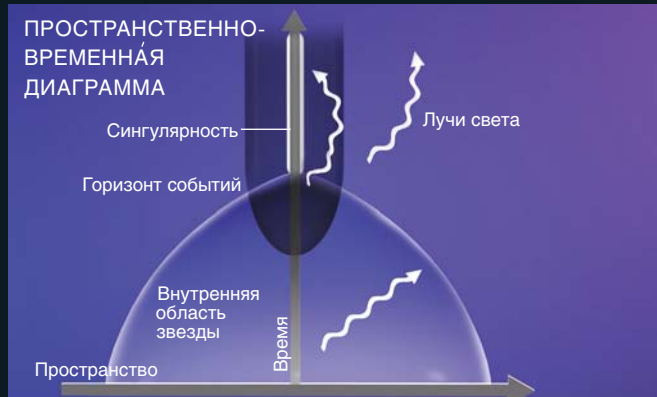 ПРОСТРАНСТВЕННО-
ВРЕМЕННА́Я
ДИАГРАММА
Сингулярность
Лучи света
Горизонт событий
Внутренняя
область
звезды
Время
Пространство